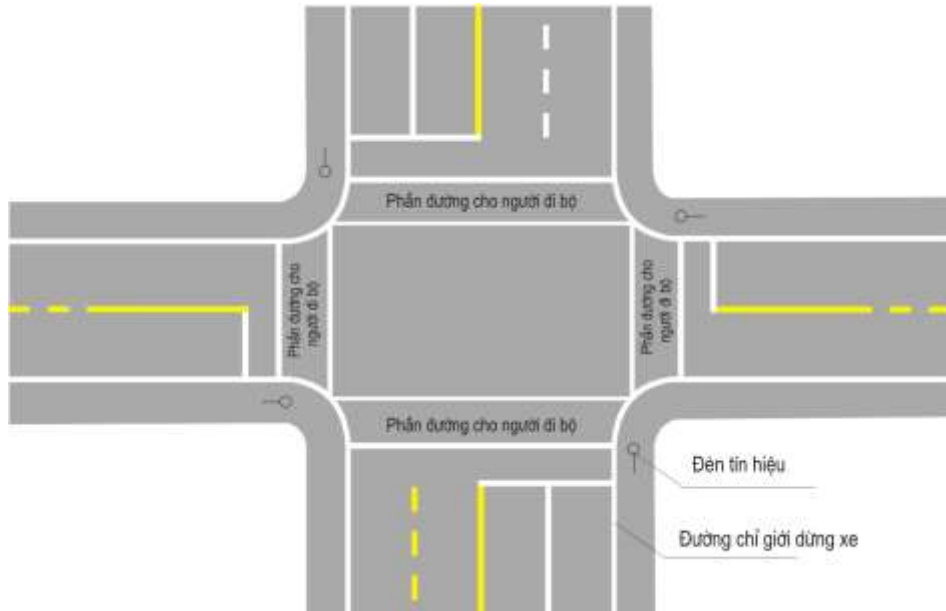 Phần đường cho người đi bộ
Phần đường cho
người đi bộ
Phần đường cho
người đi bộ
Phần đường cho người đi bộ
Đèn tín hiệu
Đường chỉ giới dừng xe